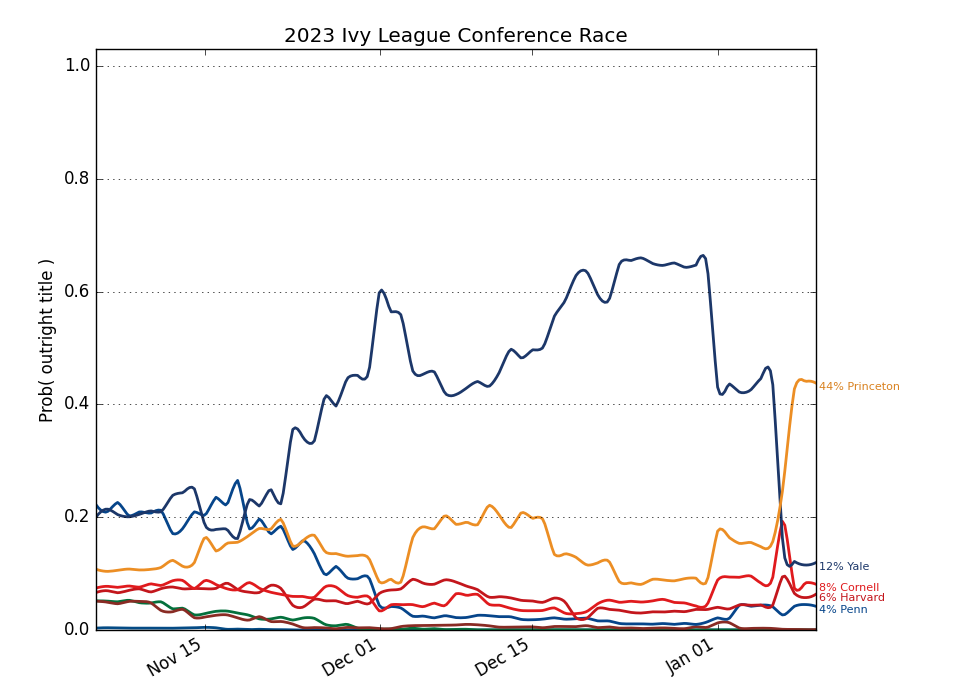 2023 Ivy League Conference Race
Prob( outright title )
1.0
0.8
0.6
0.4
0.2
0.0
Nov 15
Dec 01
Dec 15
Jan 01
44% Princeton
12% Yale
8% Cornell
6% Harvard
4% Penn